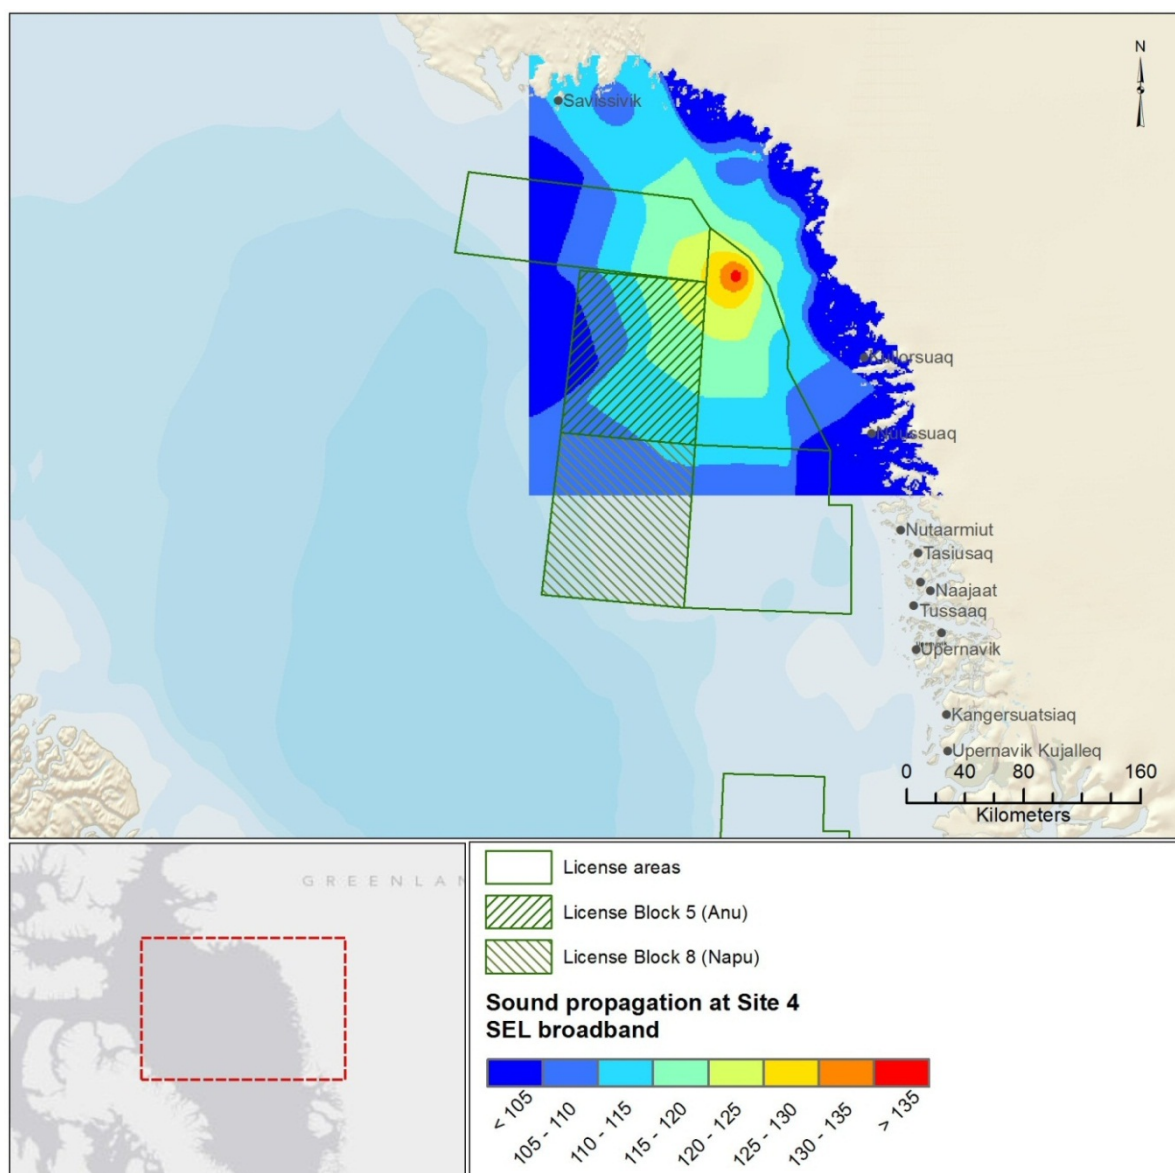 N
Savissivik
Kullorsuaq
Nuussuaq
Nutaarmiut
Tasiusaq
Naajaat
Tussaaq
Upernavik
Kangersuatsiaq
Upernavik Kujalleq
0 40 80 160
Kilometers
GREENLAN
License areas
License Block 5 (Anu)
License Block 8 (Napu)
Sound propagation at Site 4
SEL broadband
< 105
105 - 110
110 - 115
115 - 120
120 - 125
125 - 130
130 - 135
> 135